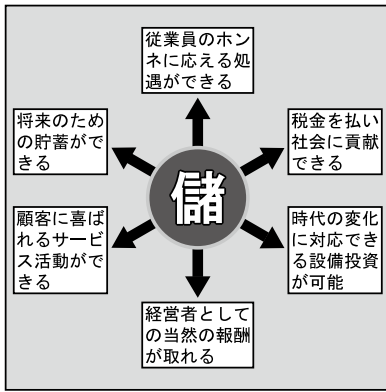 従業員のホン
ネに応える処
遇ができる
将来のため
の貯蓄がで
きる
税金を払い
社会に貢献
できる
儲
顧客に喜ば
れるサービ
ス活動がで
きる
時代の変化
に対応でき
る設備投資
が可能
経営者として
の当然の報酬
が取れる